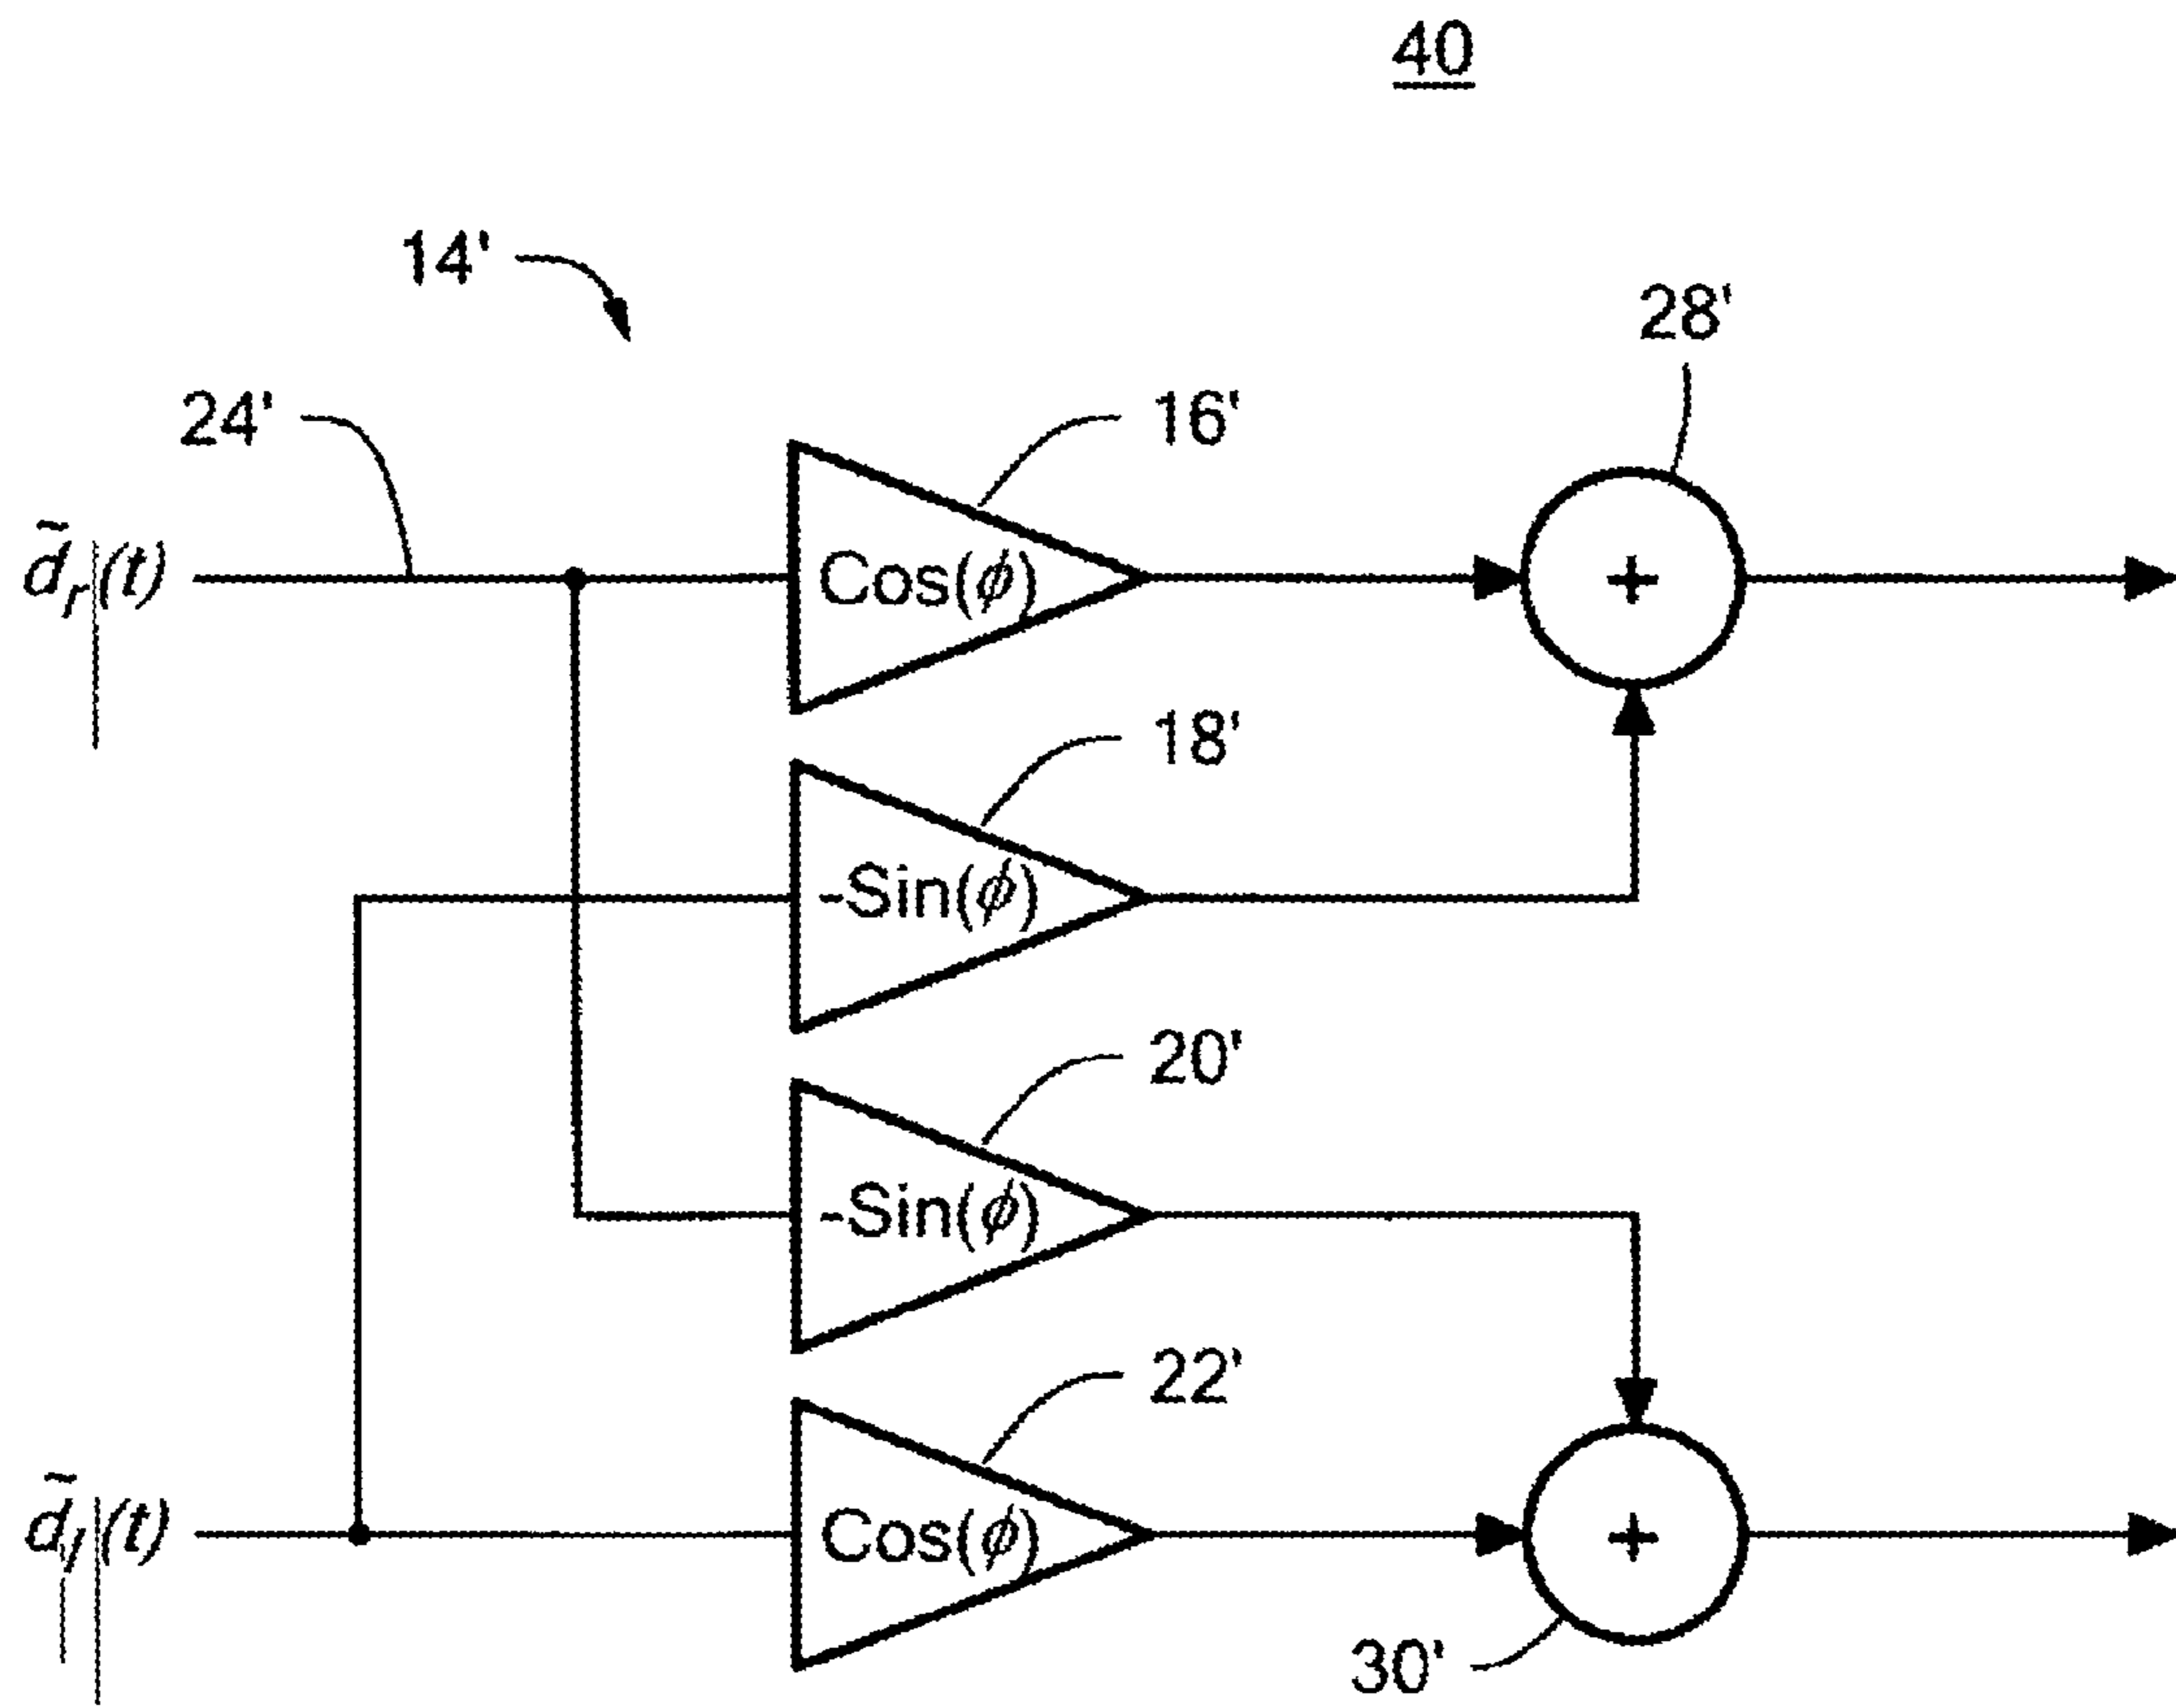 40
14'
28'
24'
16'
d̃r(t)
Cos(ϕ)
+
18'
-Sin(ϕ)
20'
-Sin(ϕ)
22'
Cos(ϕ)
+
30'